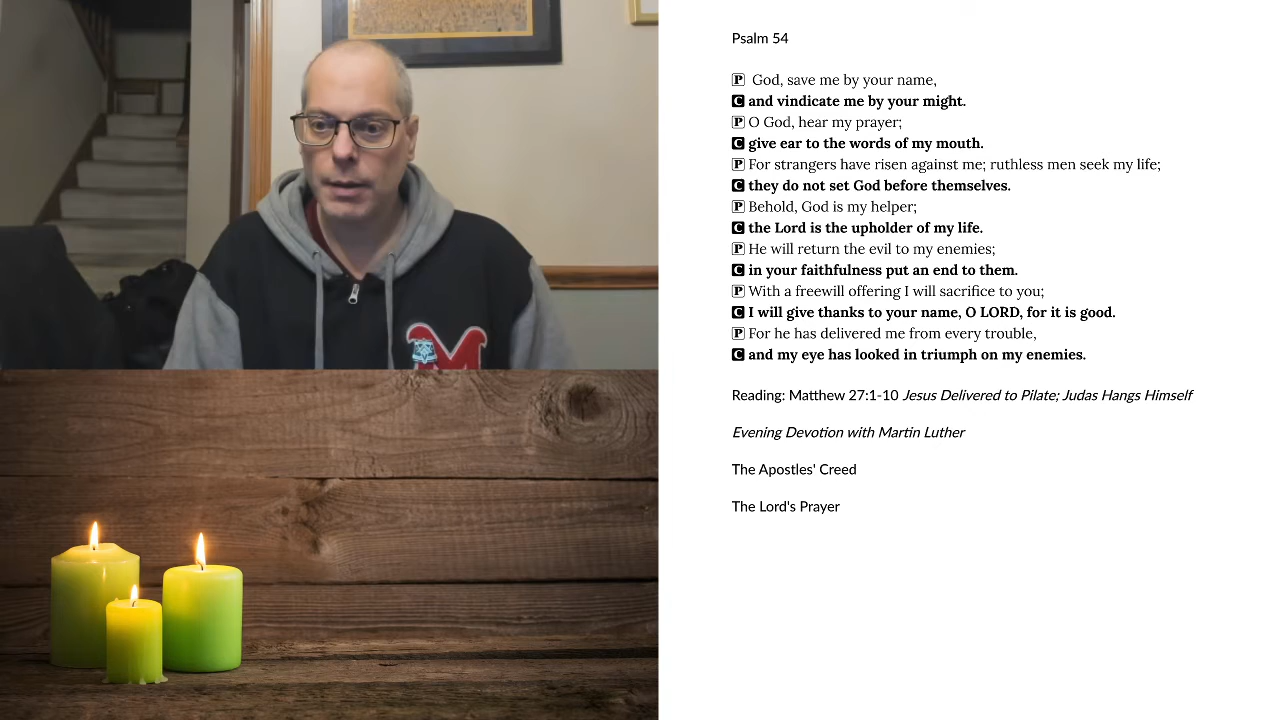 Psalm 54
P God, save me by your name,
C and vindicate me by your might.
P O God, hear my prayer;
C give ear to the words of my mouth.
P For strangers have risen against me; ruthless men seek my life;
C they do not set God before themselves.
P Behold, God is my helper;
C the Lord is the upholder of my life.
P He will return the evil to my enemies;
C in your faithfulness put an end to them.
P With a freewill offering I will sacrifice to you;
C I will give thanks to your name, O LORD, for it is good.
P For he has delivered me from every trouble,
C and my eye has looked in triumph on my enemies.
Reading: Matthew 27:1-10 Jesus Delivered to Pilate; Judas Hangs Himself
Evening Devotion with Martin Luther
The Apostles' Creed
The Lord's Prayer
M